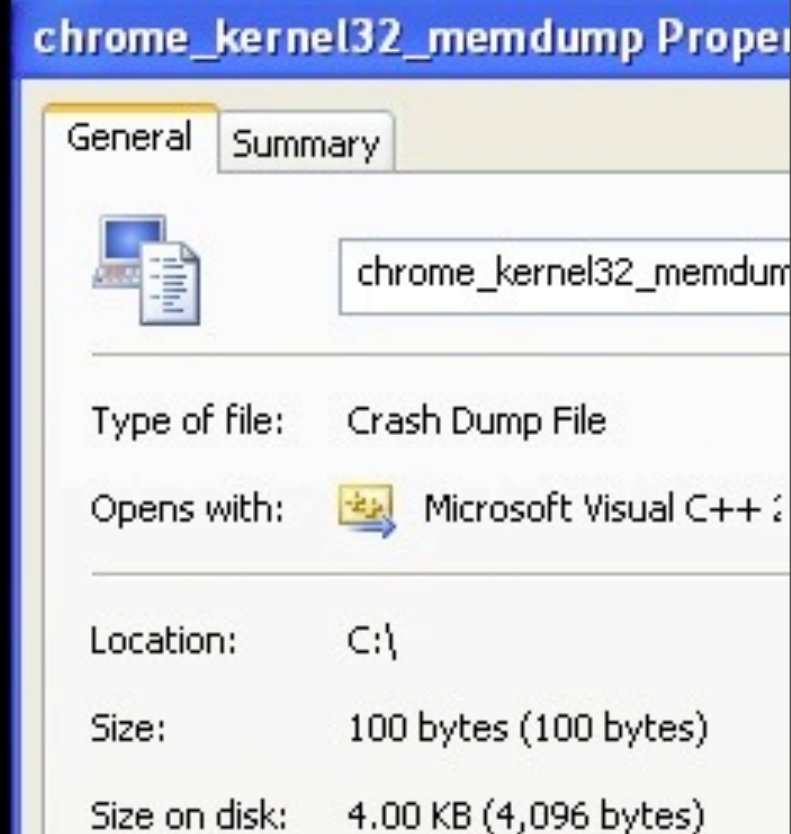 chrome_kernel32_memdump Proper
General Summary
chrome_kernel32_memdum
Type of file: Crash Dump File
Opens with: Microsoft Visual C++ 2
Location: C:\
Size: 100 bytes (100 bytes)
Size on disk: 4.00 KB (4,096 bytes)